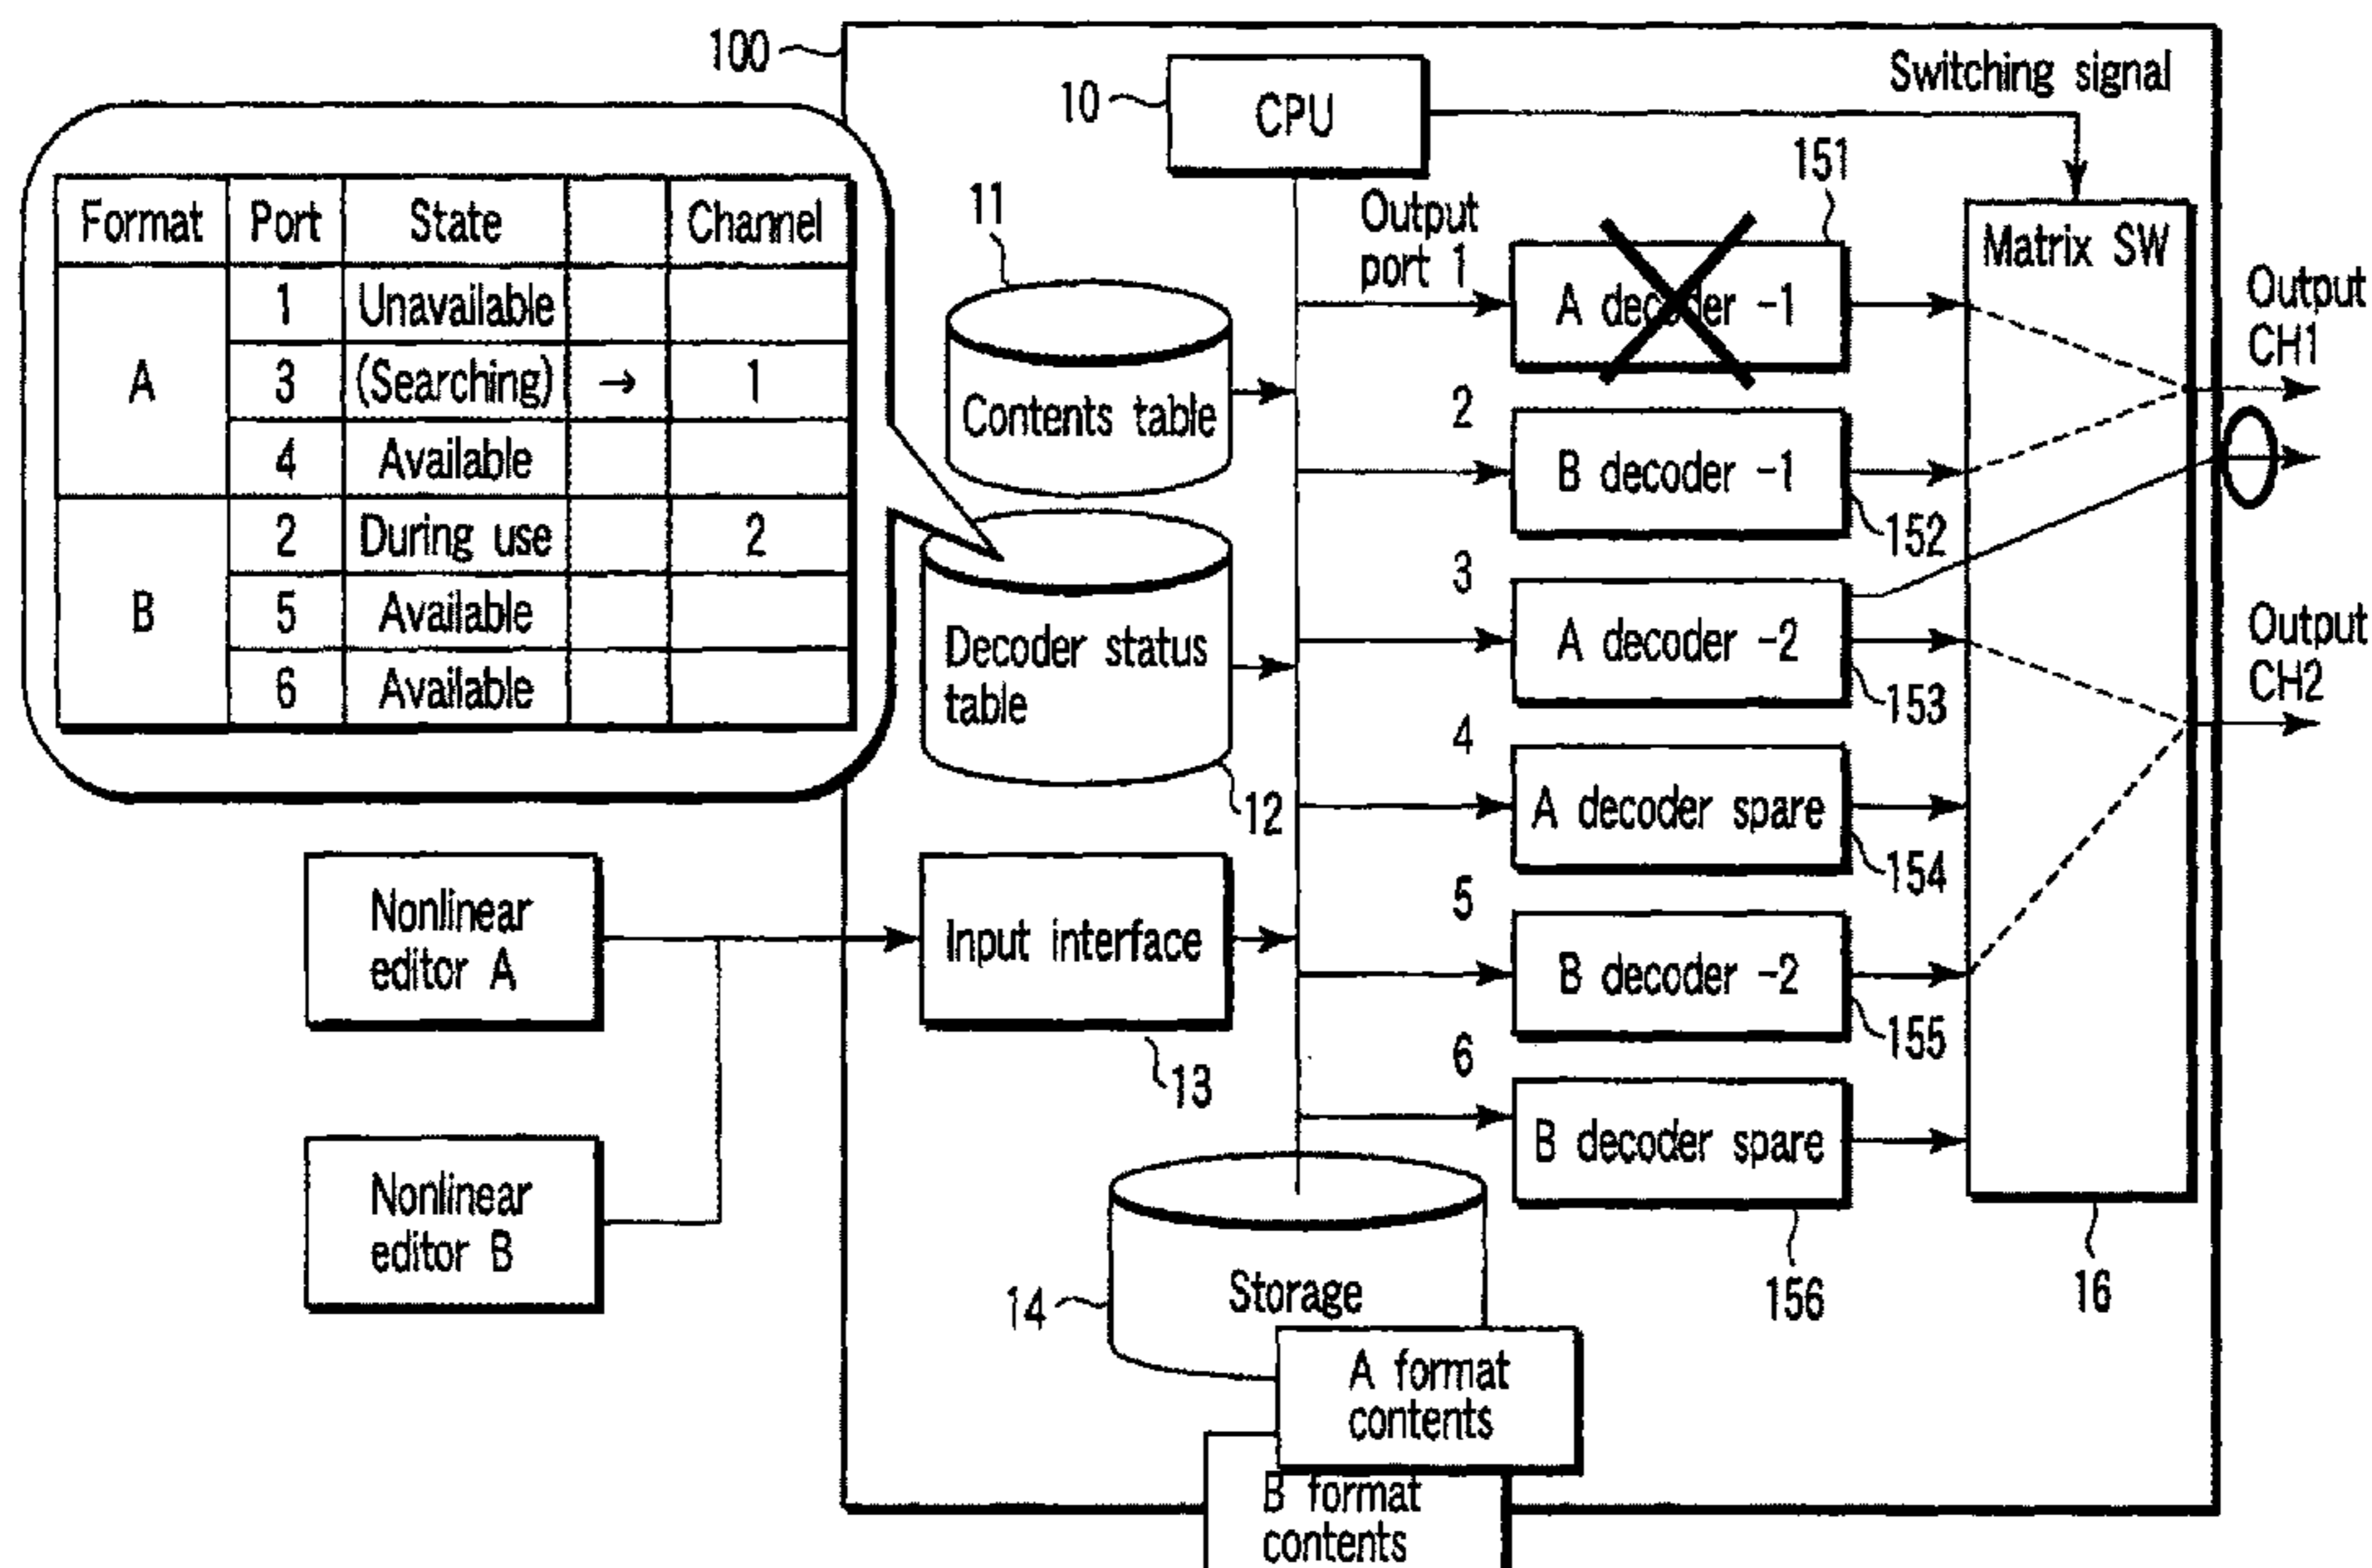 100
Switching signal
10
CPU
Format Port State Channel
A
1 Unavailable
3 (Searching) → 1
4 Available
B
2 During use 2
5 Available
6 Available
11
Contents table
Decoder status
table
12
Nonlinear
editor A
Nonlinear
editor B
Input interface
13
14
Storage
A format
contents
B format
contents
Output
port 1
151
A decoder -1
2
B decoder -1
152
3
A decoder -2
153
4
A decoder spare
154
5
B decoder -2
155
6
B decoder spare
156
Matrix SW
16
Output
CH1
Output
CH2